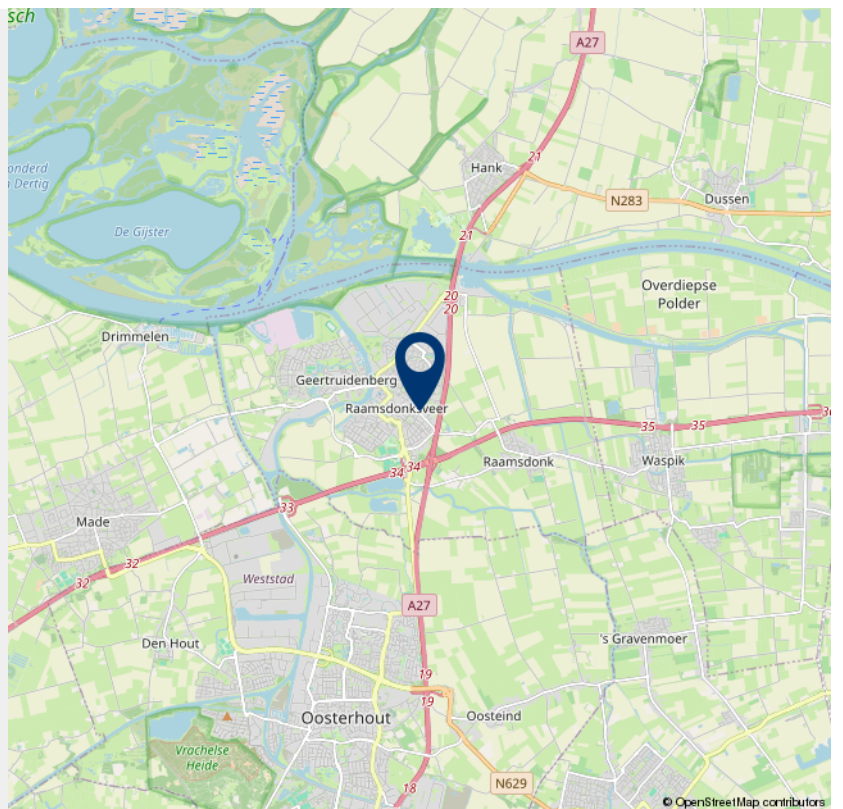 sch
A27
onderd
n Dertig
Hank
21
N283
Dussen
De Gijster
21
Overdiepse
Polder
20
20
Drimmelen
Geertruidenberg
Raamsdonksveer
36
35
35
34
34
Raamsdonk
Waspik
33
Made
32
32
Weststad
A27
Den Hout
's Gravenmoer
19
19
Oosterhout
Oosteind
Vrachelse
Heide
18
N629
© OpenStreetMap contributors